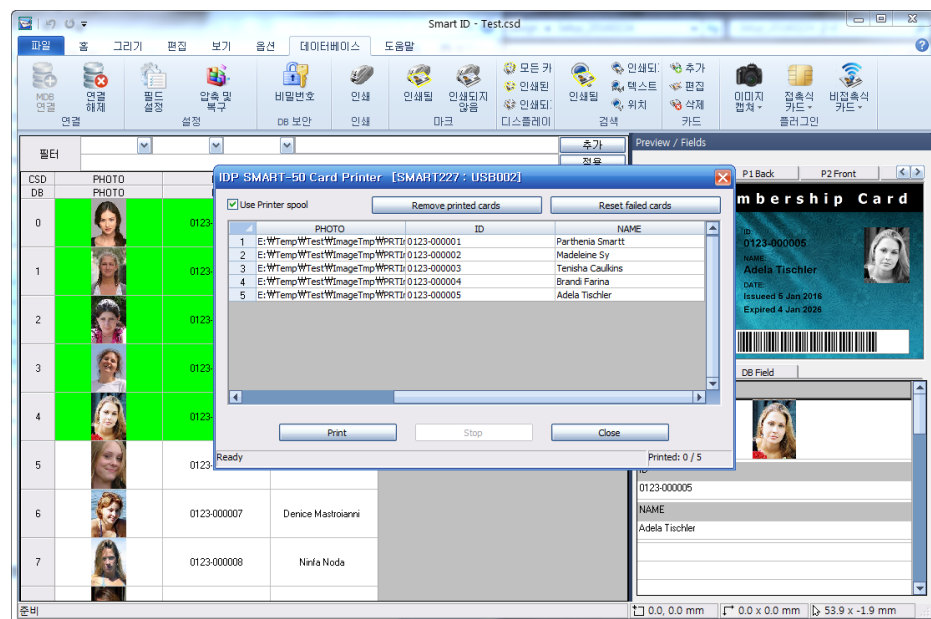 Smart ID - Test.csd
파일 홈 그리기 편집 보기 옵션 데이터베이스 도움말
MDB 연결
연결 해제
필드 설정
압축 및 복구
비밀번호
인쇄
인쇄됨
인쇄되지 않음
모든 카
인쇄됨
인쇄되
인쇄됨
인쇄되
텍스트
위치
추가
편집
삭제
이미지 캡쳐
접촉식 카드
비접촉식 카드
연결 설정 DB 보안 인쇄 마크 디스플레이 검색 카드 플러그인
필터
추가
적용
CSD PHOTO
DB PHOTO
0 0123-
1 0123-
2 0123-
3 0123-
4 0123-
5 0123-
6 0123-000007 Denice Mastroianni
7 0123-000008 Ninfa Noda
IDP SMART-50 Card Printer [SMART227 : USB002]
Use Printer spool
Remove printed cards
Reset failed cards
PHOTO ID NAME
1 E:₩Temp₩Test₩ImageTmp₩PRTIr 0123-000001 Parthenia Smartt
2 E:₩Temp₩Test₩ImageTmp₩PRTIr 0123-000002 Madeleine Sy
3 E:₩Temp₩Test₩ImageTmp₩PRTIr 0123-000003 Tenisha Caulkins
4 E:₩Temp₩Test₩ImageTmp₩PRTIr 0123-000004 Brandi Farina
5 E:₩Temp₩Test₩ImageTmp₩PRTIr 0123-000005 Adela Tischler
Print Stop Close
Ready
Printed: 0 / 5
Preview / Fields
P1 Back P2 Front
mbership Card
ID:
0123-000005
NAME:
Adela Tischler
DATE:
Issueed 5 Jan 2016
Expired 4 Jan 2026
DB Field
0123-000005
NAME
Adela Tischler
준비
0.0, 0.0 mm
0.0 x 0.0 mm
53.9 x -1.9 mm